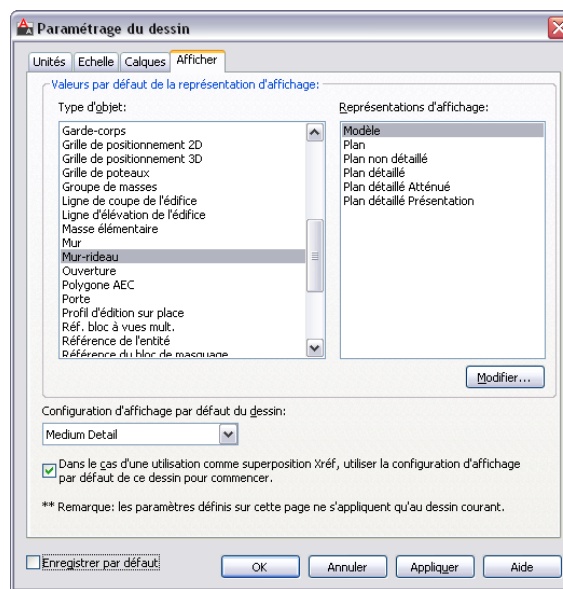 Paramétrage du dessin
Unités Echelle Calques Afficher
Valeurs par défaut de la représentation d'affichage:
Type d'objet:
Garde-corps
Grille de positionnement 2D
Grille de positionnement 3D
Grille de poteaux
Groupe de masses
Ligne de coupe de l'édifice
Ligne d'élévation de l'édifice
Masse élémentaire
Mur
Mur-rideau
Ouverture
Polygone AEC
Porte
Profil d'édition sur place
Réf. bloc à vues mult.
Référence de l'entité
Référence du bloc de masquage
Représentations d'affichage:
Modèle
Plan
Plan non détaillé
Plan détaillé
Plan détaillé Atténué
Plan détaillé Présentation
Modifier...
Configuration d'affichage par défaut du dessin:
Medium Detail
Dans le cas d'une utilisation comme superposition Xréf, utiliser la configuration d'affichage
par défaut de ce dessin pour commencer.
** Remarque: les paramètres définis sur cette page ne s'appliquent qu'au dessin courant.
Enregistrer par défaut
OK Annuler Appliquer Aide